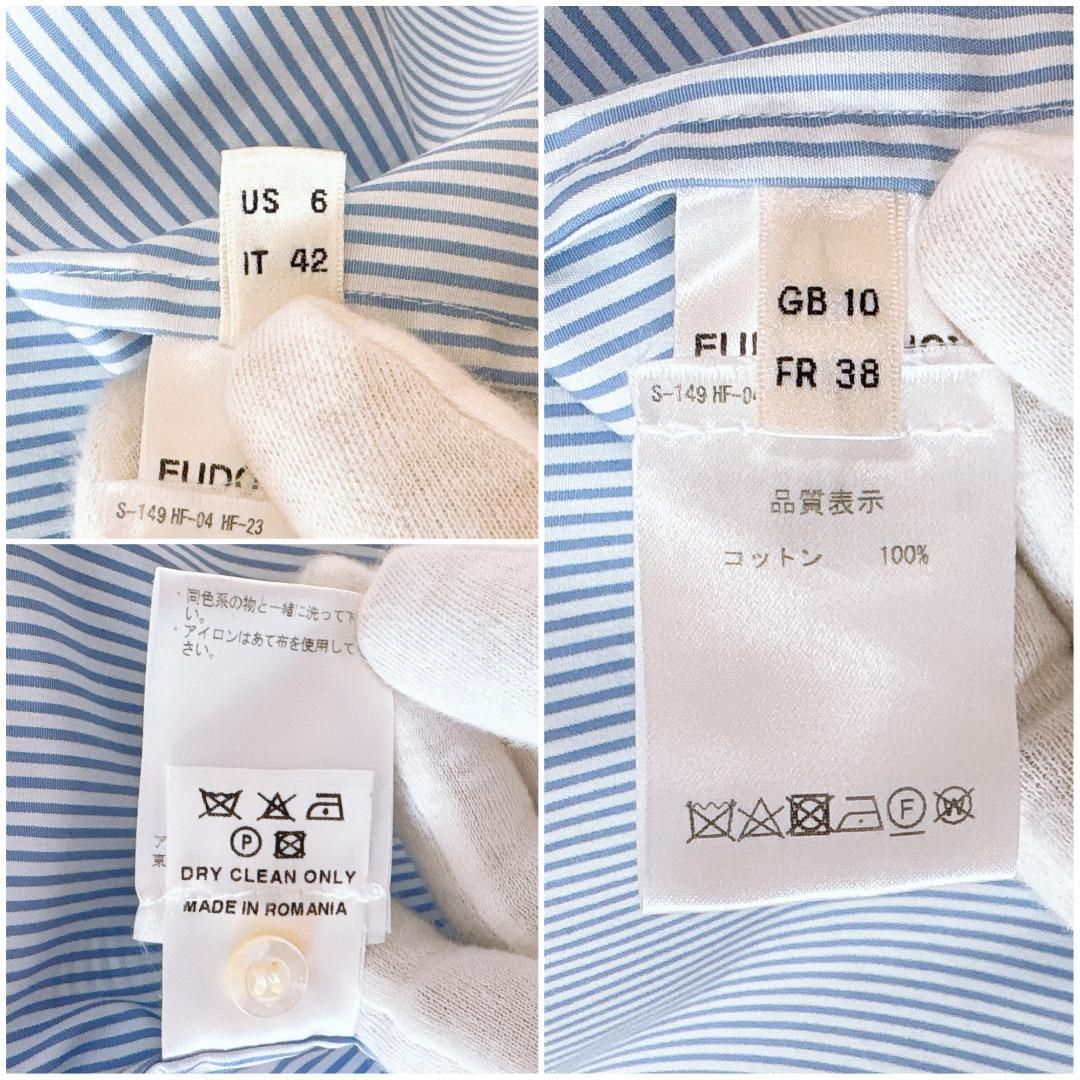 US 6
IT 42
S-149 HF-04 HF-23
GB 10
FR 38
S-149 HF-04
品質表示
コットン 100%
F
W
・同色系の物と一緒に洗って下
い。
・アイロンはあて布を使用して
さい。
P
DRY CLEAN ONLY
MADE IN ROMANIA